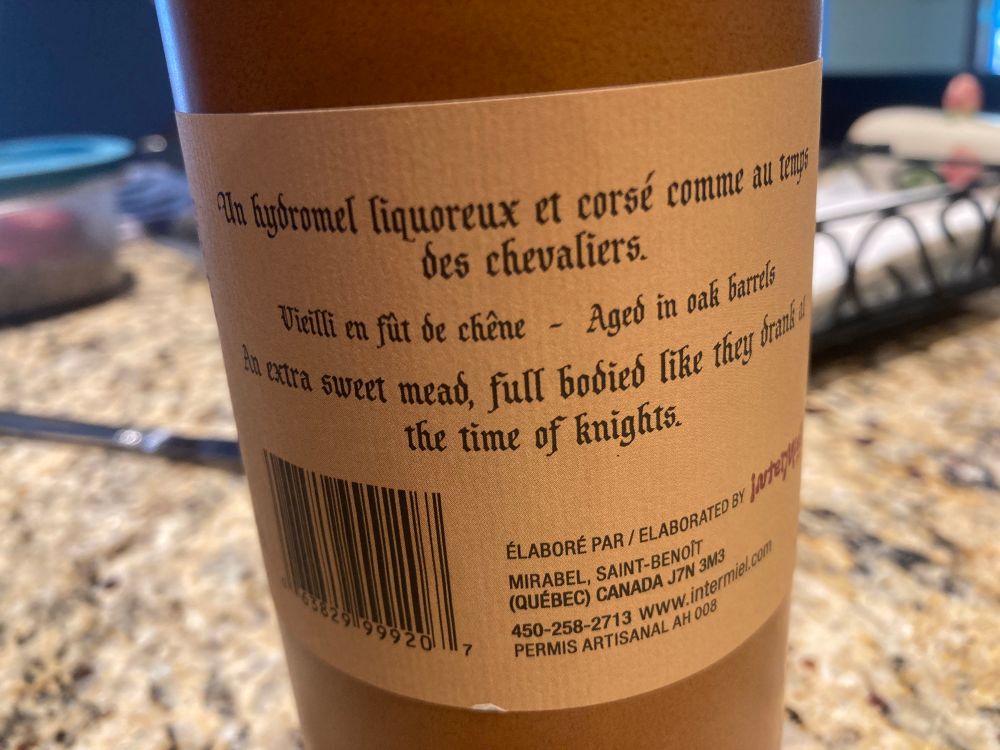 Un hydromel liquoreux et corsé comme au temps
des chevaliers.
Vieilli en fût de chêne - Aged in oak barrels
An extra sweet mead, full bodied like they drank at
the time of knights.
ÉLABORÉ PAR / ELABORATED BY
MIRABEL, SAINT-BENOÎT
(QUÉBEC) CANADA J7N 3M3
450-258-2713 www.intermiel.com
PERMIS ARTISANAL AH 008
99920 7